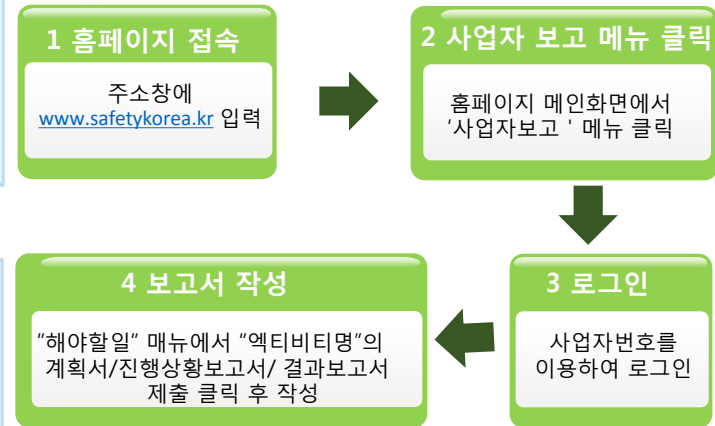 1 홈페이지 접속
주소창에
www.safetykorea.kr 입력
2 사업자 보고 메뉴 클릭
홈페이지 메인화면에서
'사업자보고 ' 메뉴 클릭
3 로그인
사업자번호를
이용하여 로그인
4 보고서 작성
"해야할일" 매뉴에서 "엑티비티명"의
계획서/진행상황보고서/ 결과보고서
제출 클릭 후 작성